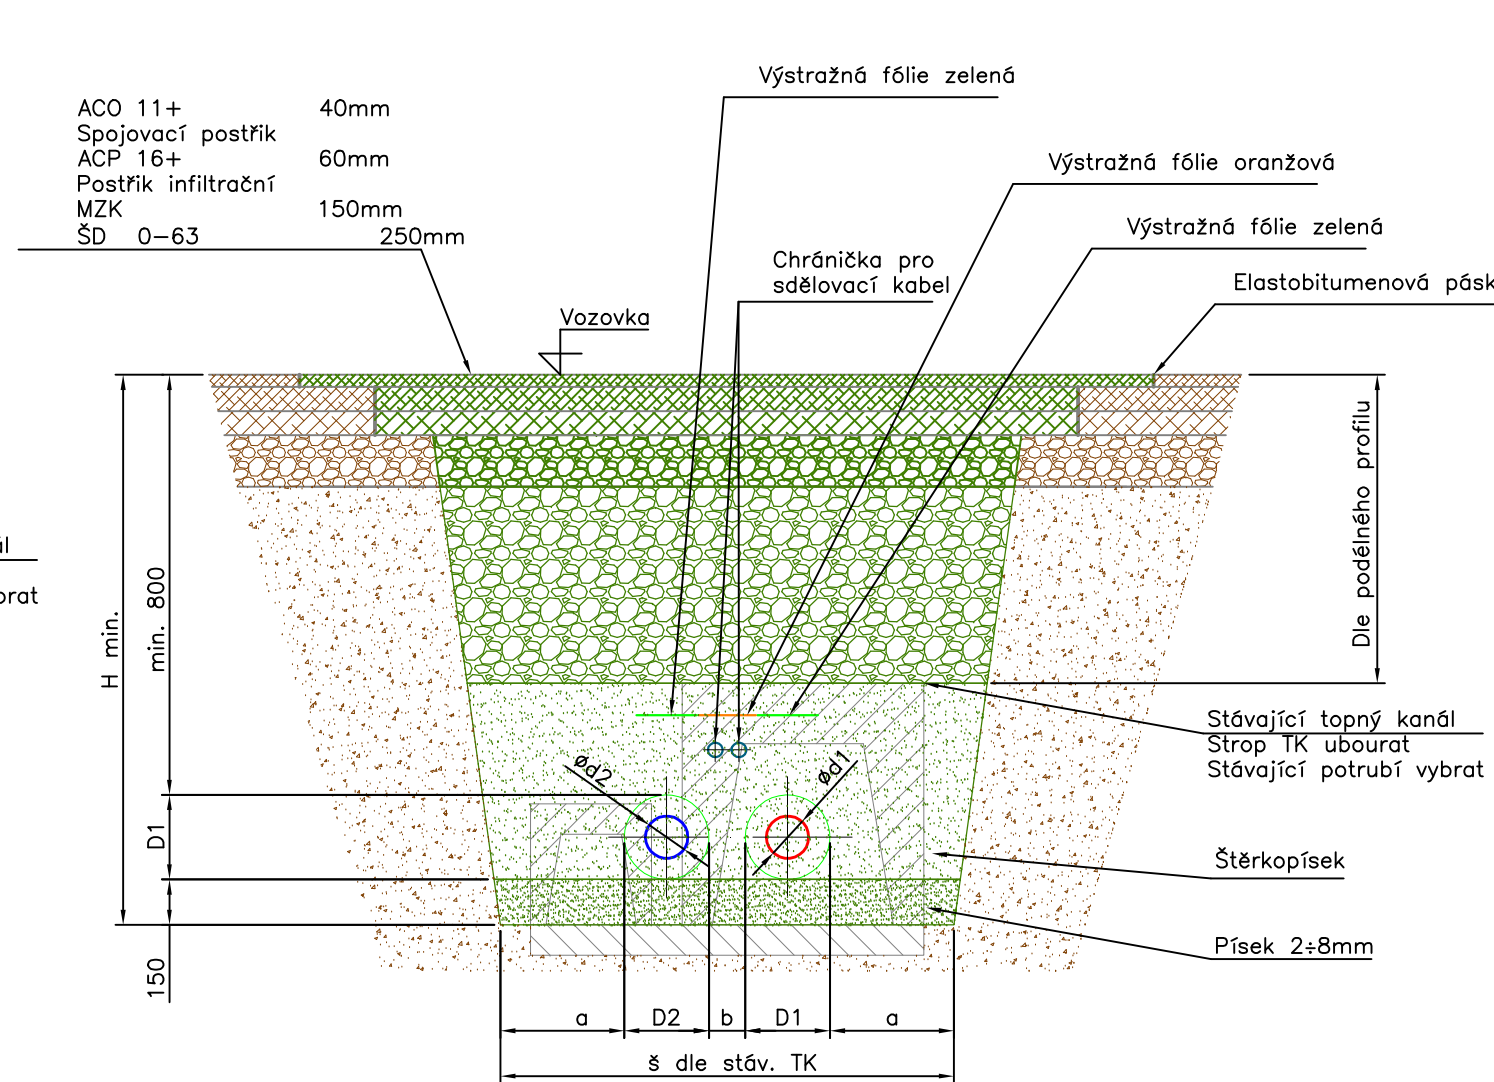 Výstražná fólie zelená
ACO 11+ 40mm
Spojovací postřik
ACP 16+ 60mm
Postřik infiltrační
MZK 150mm
ŠD 0-63 250mm
Výstražná fólie oranžová
Výstražná fólie zelená
Chránička pro
sdělovací kabel
Elastobitumenová pásk
Vozovka
Dle podélného profilu
H min.
min. 800
brat
ød2
ød1
D1
150
Stávající topný kanál
Strop TK ubourat
Stávající potrubí vybrat
Štěrkopísek
Písek 2÷8mm
a D2 b D1 a
š dle stáv. TK